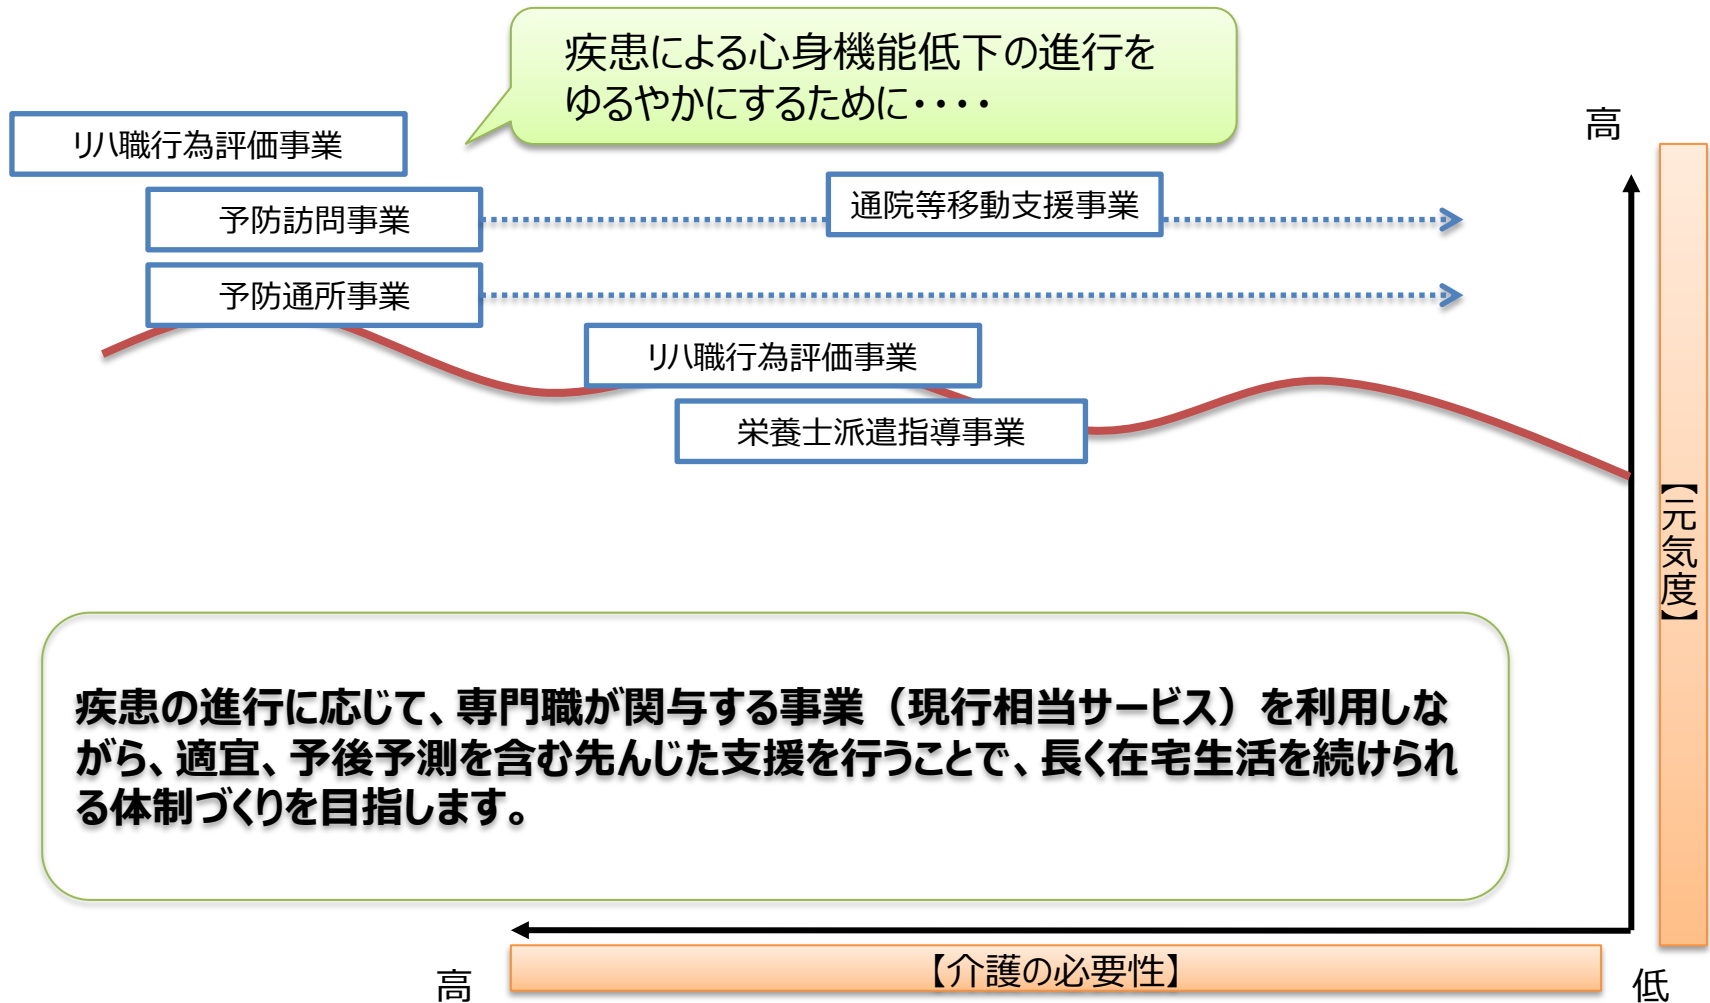 疾患による心身機能低下の進行を
ゆるやかにするために・・・・
高
リハ職行為評価事業
予防訪問事業
通院等移動支援事業
予防通所事業
リハ職行為評価事業
栄養士派遣指導事業
【元気度】
疾患の進行に応じて、専門職が関与する事業（現行相当サービス）を利用しな
がら、適宜、予後予測を含む先んじた支援を行うことで、長く在宅生活を続けられ
る体制づくりを目指します。
高
【介護の必要性】
低